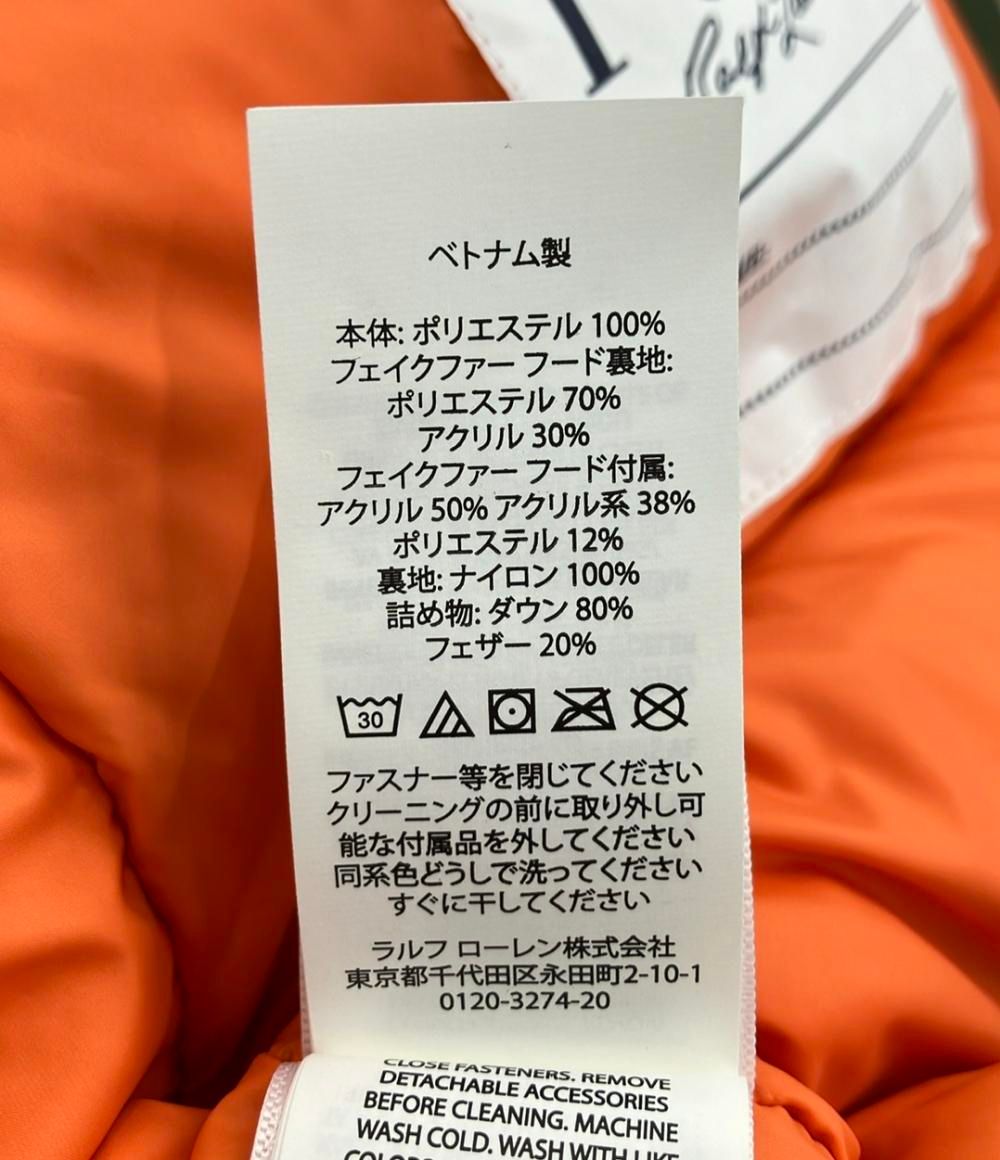 Ralph
ベトナム製
本体: ポリエステル 100%
フェイクファー フード裏地:
ポリエステル 70%
アクリル 30%
フェイクファー フード付属:
アクリル 50% アクリル系 38%
ポリエステル 12%
裏地: ナイロン 100%
詰め物: ダウン 80%
フェザー 20%
30
ファスナー等を閉じてください
クリーニングの前に取り外し可
能な付属品を外してください
同系色どうしで洗ってください
すぐに干してください
ラルフ ローレン株式会社
東京都千代田区永田町2-10-1
0120-3274-20
CLOSE FASTENERS. REMOVE
DETACHABLE ACCESSORIES
BEFORE CLEANING. MACHINE
WASH COLD. WASH WITH LIKE